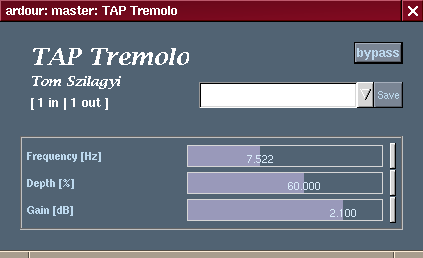 ardour: master: TAP Tremolo
TAP Tremolo
bypass
Tom Szilagyi
[ 1 in | 1 out ]
Save
Frequency [Hz] 7.522
Depth [%] 60.000
Gain [dB] 2.100